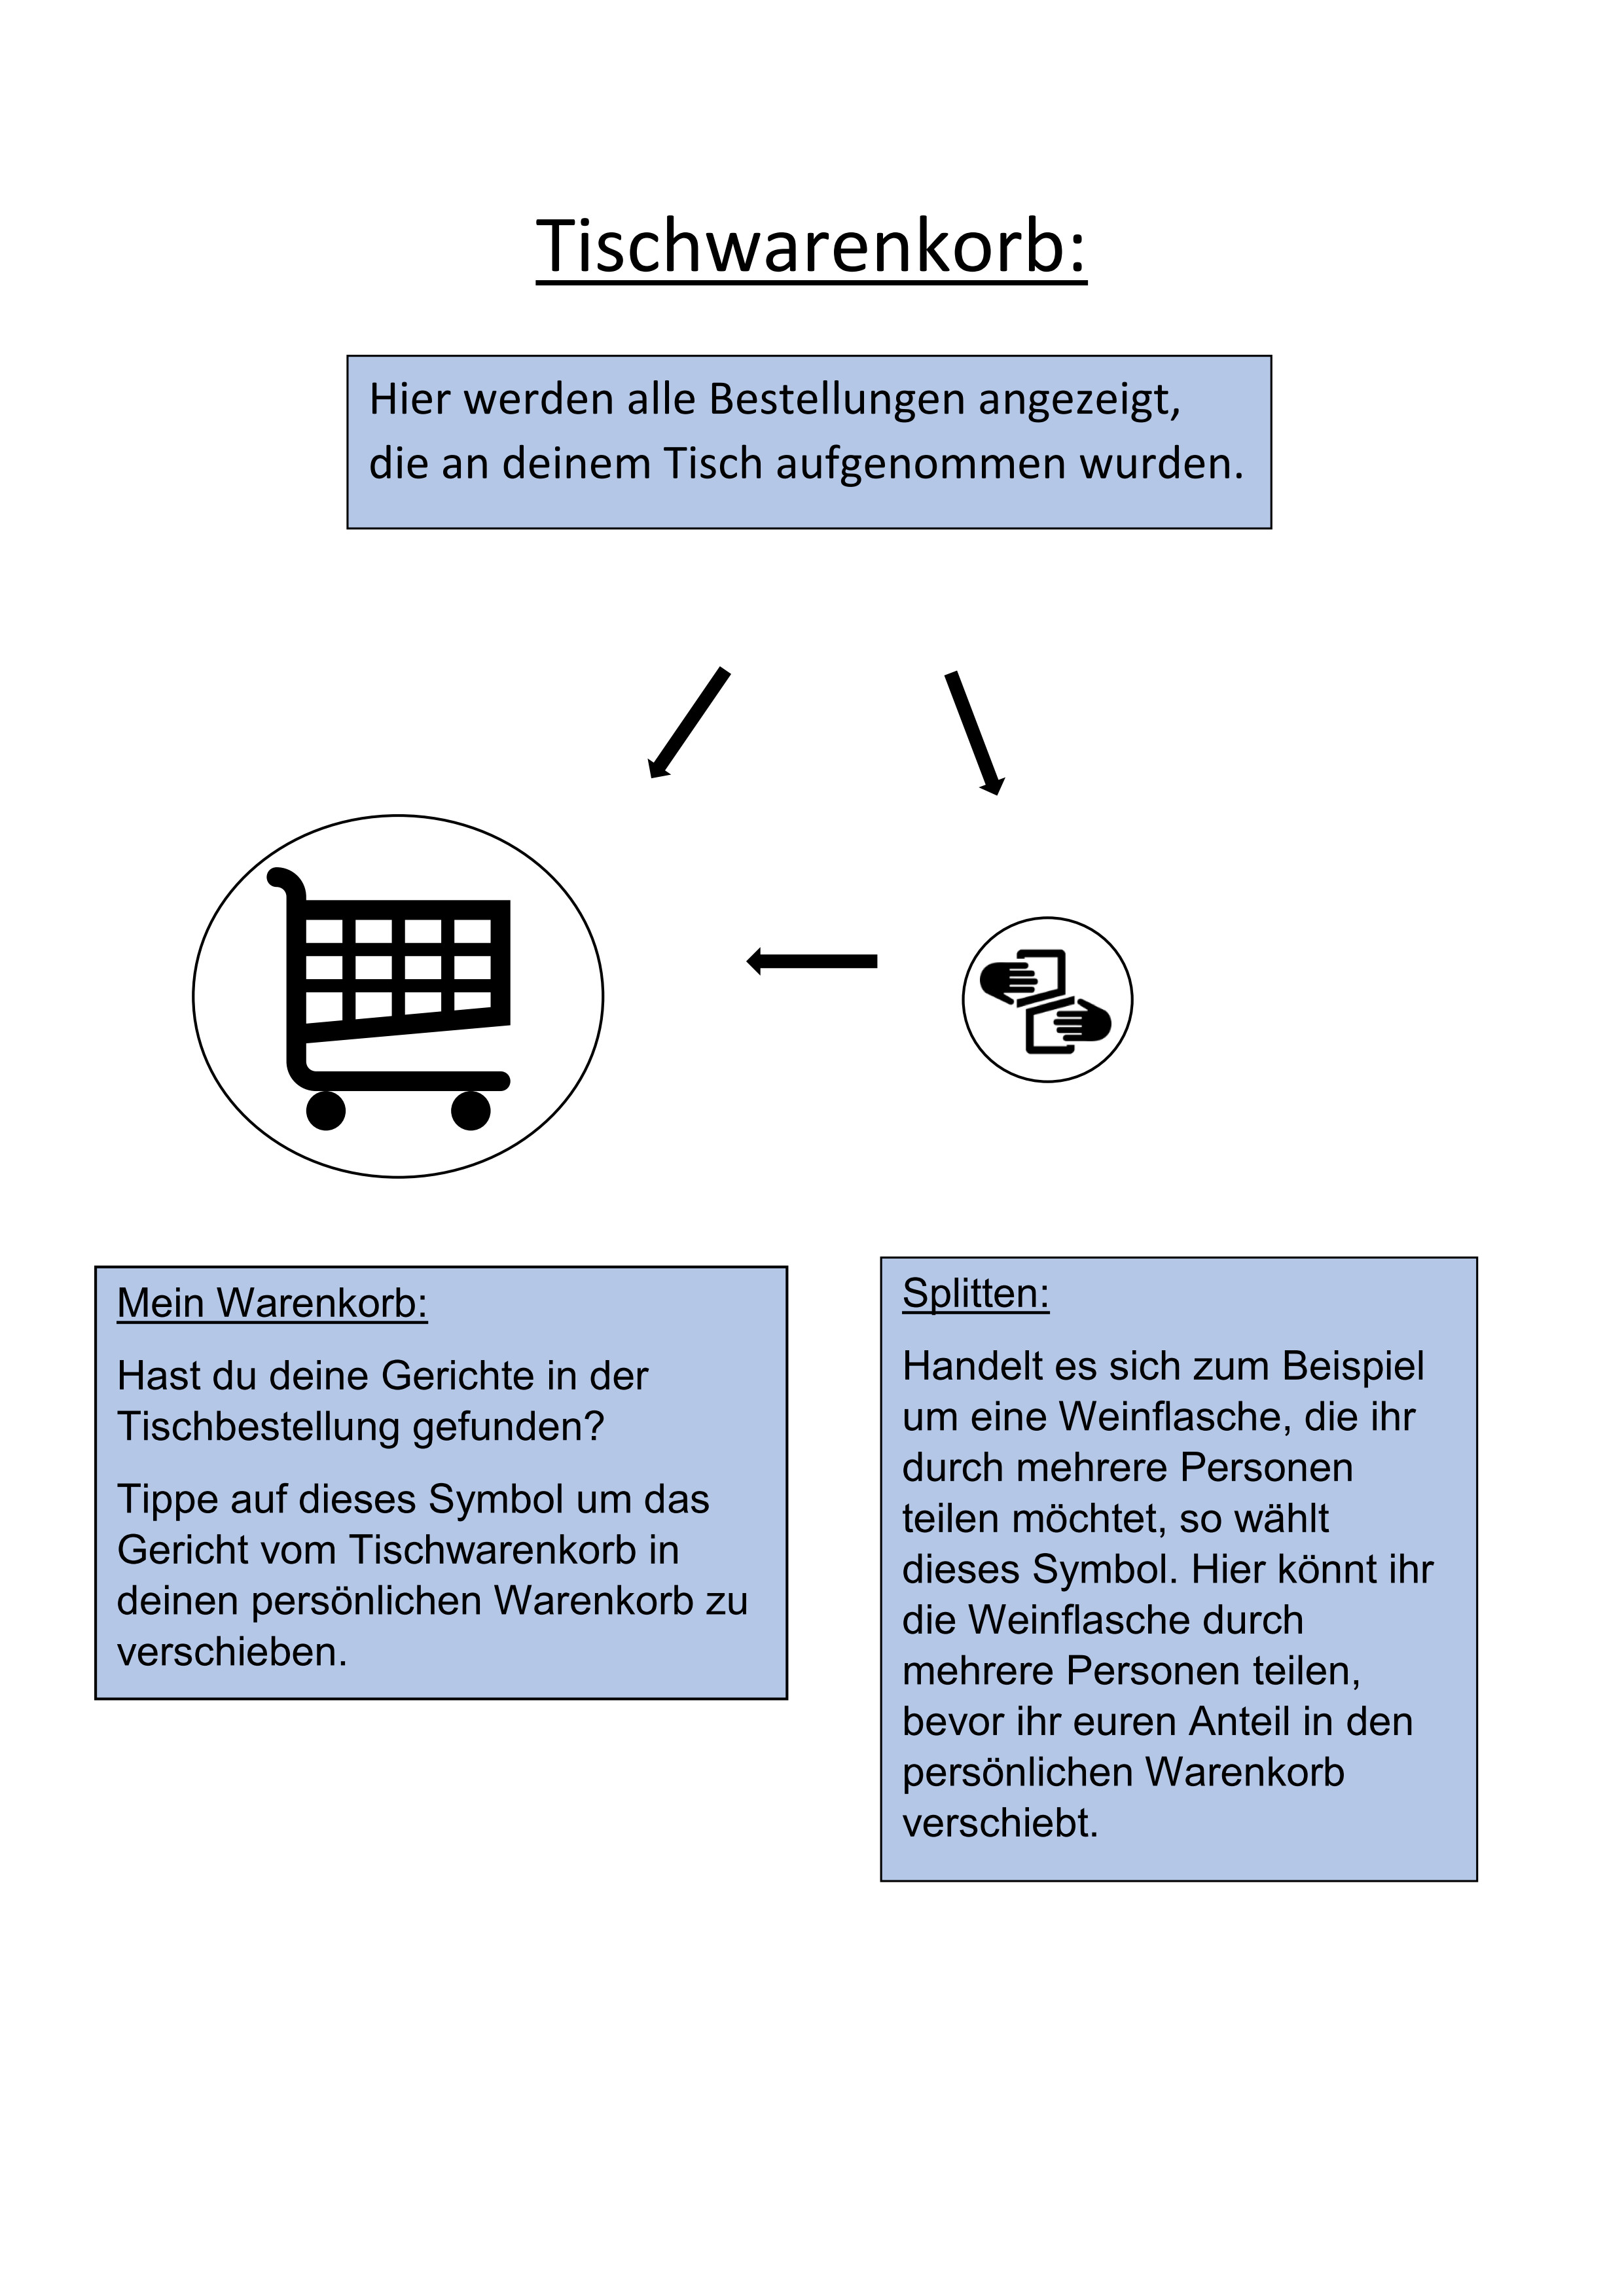 Tischwarenkorb:
Hier werden alle Bestellungen angezeigt,
die an deinem Tisch aufgenommen wurden.
Mein Warenkorb:
Hast du deine Gerichte in der
Tischbestellung gefunden?
Tippe auf dieses Symbol um das
Gericht vom Tischwarenkorb in
deinen persönlichen Warenkorb zu
verschieben.
Splitten:
Handelt es sich zum Beispiel
um eine Weinflasche, die ihr
durch mehrere Personen
teilen möchtet, so wählt
dieses Symbol. Hier könnt ihr
die Weinflasche durch
mehrere Personen teilen,
bevor ihr euren Anteil in den
persönlichen Warenkorb
verschiebt.